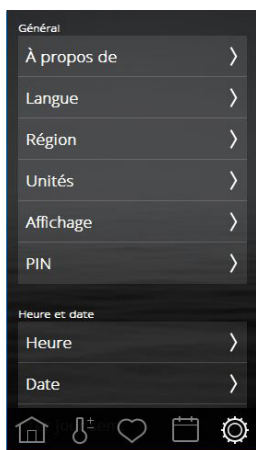 Général
À propos de
Langue
Région
Unités
Affichage
PIN
Heure et date
Heure
Date